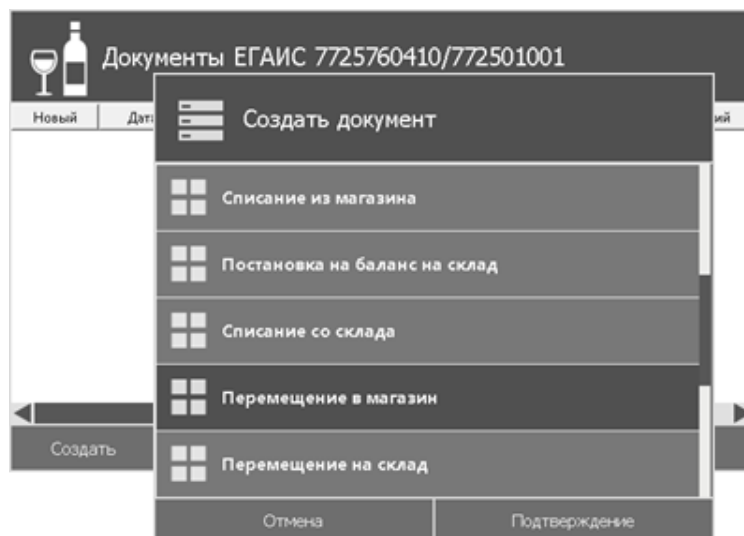 Документы ЕГАИС 7725760410/772501001
Новый
Создать документ
Списание из магазина
Постановка на баланс на склад
Списание со склада
Перемещение в магазин
Перемещение на склад
Создать
Отмена
Подтверждение